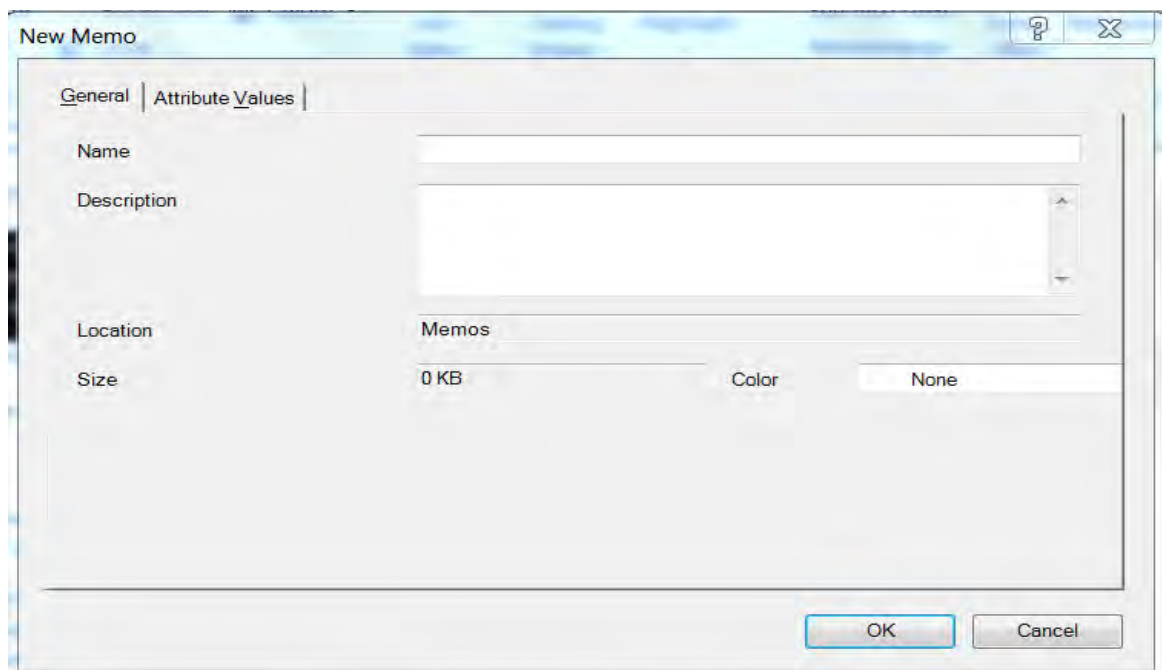 New Memo
General Attribute Values
Name
Description
Location Memos
Size 0 KB Color None
OK Cancel